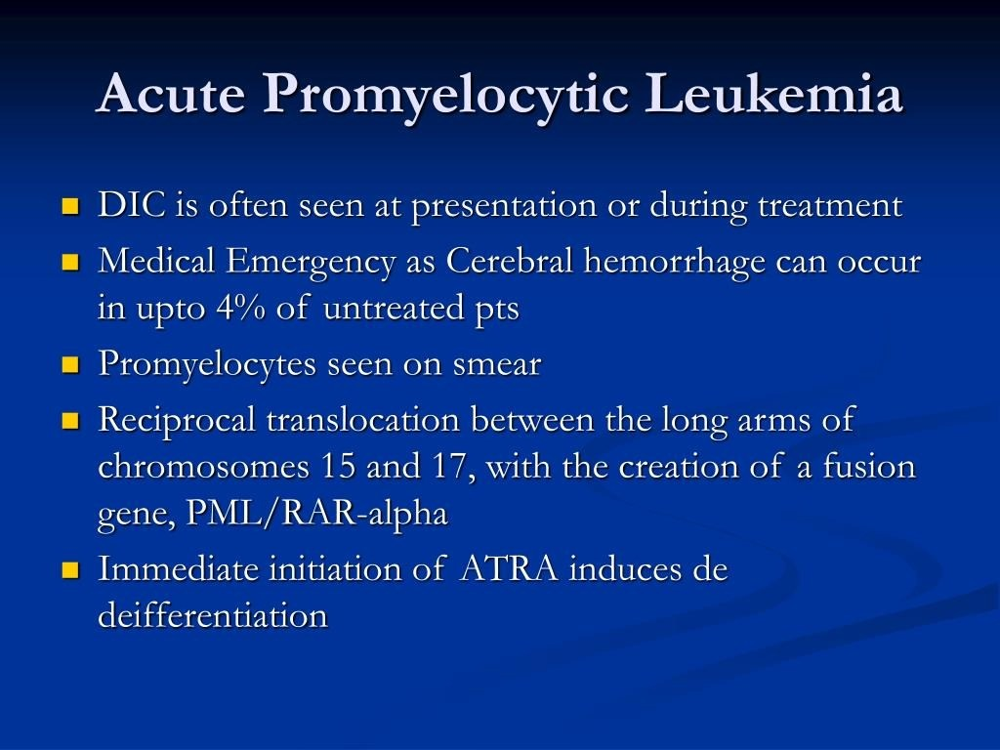 Acute Promyelocytic Leukemia
DIC is often seen at presentation or during treatment
Medical Emergency as Cerebral hemorrhage can occur
in upto 4% of untreated pts
Promyelocytes seen on smear
Reciprocal translocation between the long arms of
chromosomes 15 and 17, with the creation of a fusion
gene, PML/RAR-alpha
Immediate initiation of ATRA induces de
deifferentiation